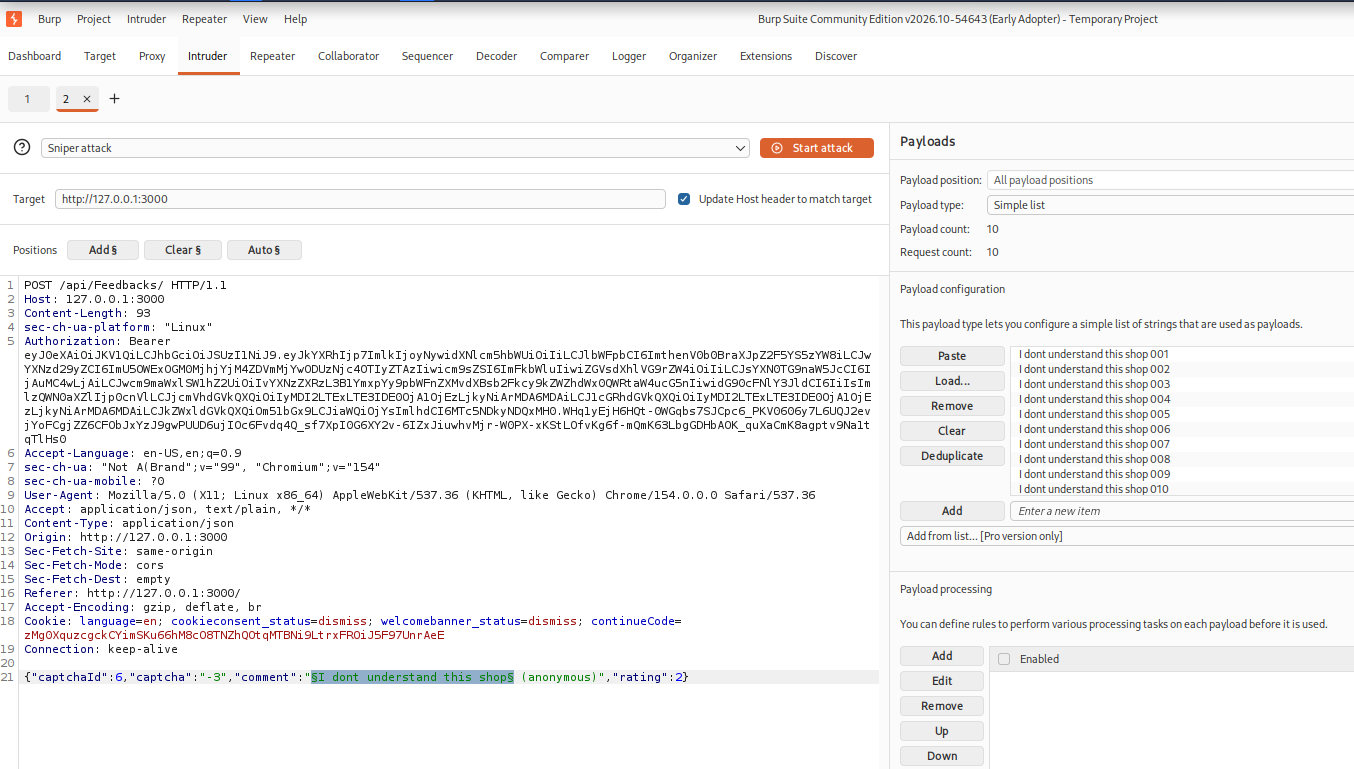 Burp Project Intruder Repeater View Help Burp Suite Community Edition v2026.10-54643 (Early Adopter) - Temporary Project
Dashboard Target Proxy Intruder Repeater Collaborator Sequencer Decoder Comparer Logger Organizer Extensions Discover
1 2 × +
Sniper attack Start attack
Target http://127.0.0.1:3000 Update Host header to match target
Positions Add § Clear § Auto §
1 POST /api/Feedbacks/ HTTP/1.1
2 Host: 127.0.0.1:3000
3 Content-Length: 93
4 sec-ch-ua-platform: "Linux"
5 Authorization: Bearer
6 Accept-Language: en-US,en;q=0.9
7 sec-ch-ua: "Not A(Brand";v="99", "Chromium";v="154"
8 sec-ch-ua-mobile: ?0
9 User-Agent: Mozilla/5.0 (X11; Linux x86_64) AppleWebKit/537.36 (KHTML, like Gecko) Chrome/154.0.0.0 Safari/537.36
10 Accept: application/json, text/plain, */*
11 Content-Type: application/json
12 Origin: http://127.0.0.1:3000
13 Sec-Fetch-Site: same-origin
14 Sec-Fetch-Mode: cors
15 Sec-Fetch-Dest: empty
16 Referer: http://127.0.0.1:3000/
17 Accept-Encoding: gzip, deflate, br
18 Cookie: language=en; cookieconsent_status=dismiss; welcomebanner_status=dismiss; continueCode=
19 Connection: keep-alive
20
21 {"captchaId":6,"captcha":"-3","comment":"§I dont understand this shop§ (anonymous)","rating":2}
Payloads
Payload position: All payload positions
Payload type: Simple list
Payload count: 10
Request count: 10
Payload configuration
This payload type lets you configure a simple list of strings that are used as payloads.
Paste
Load...
Remove
Clear
Deduplicate
I dont understand this shop 001
I dont understand this shop 002
I dont understand this shop 003
I dont understand this shop 004
I dont understand this shop 005
I dont understand this shop 006
I dont understand this shop 007
I dont understand this shop 008
I dont understand this shop 009
I dont understand this shop 010
Add Enter a new item
Add from list... [Pro version only]
Payload processing
You can define rules to perform various processing tasks on each payload before it is used.
Add Enabled
Edit
Remove
Up
Down